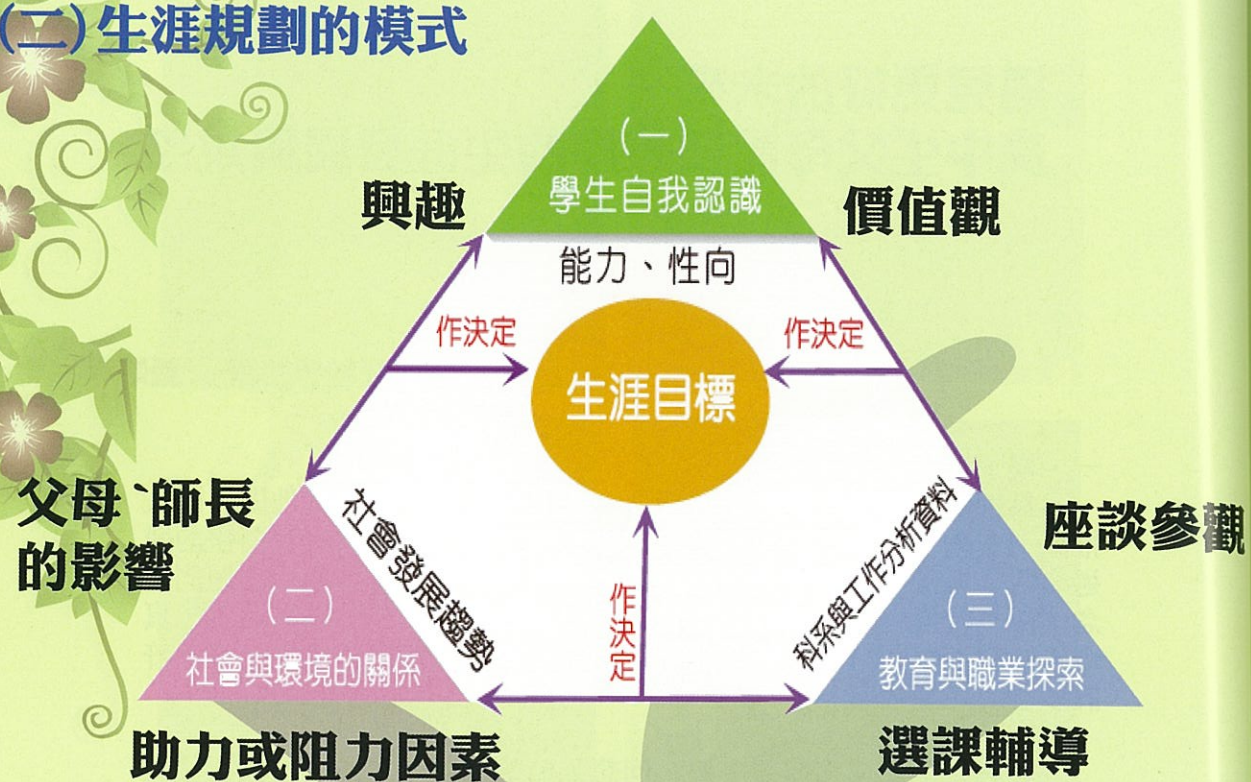 (二)生涯規劃的模式
(一)
學生自我認識
興趣
價值觀
能力、性向
作決定
作決定
生涯目標
父母、師長
的影響
社會發展趨勢
科系與工作分析資料
座談參觀
(二)
社會與環境的關係
作決定
(三)
教育與職業探索
助力或阻力因素
選課輔導